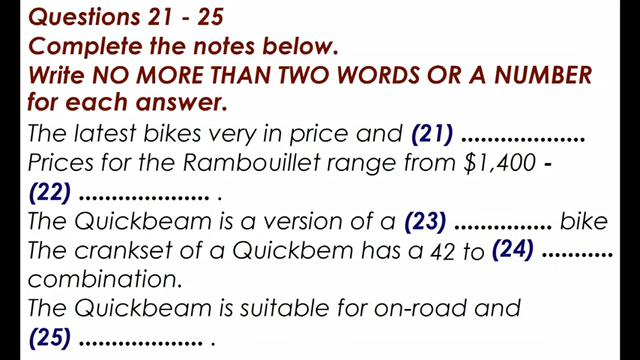 Questions 21 - 25
Complete the notes below.
Write NO MORE THAN TWO WORDS OR A NUMBER
for each answer.
The latest bikes very in price and (21) ...................
Prices for the Rambouillet range from $1,400 -
(22) .................... .
The Quickbeam is a version of a (23) ............... bike
The crankset of a Quickbem has a 42 to (24) ...........
combination.
The Quickbeam is suitable for on-road and
(25) ................... .